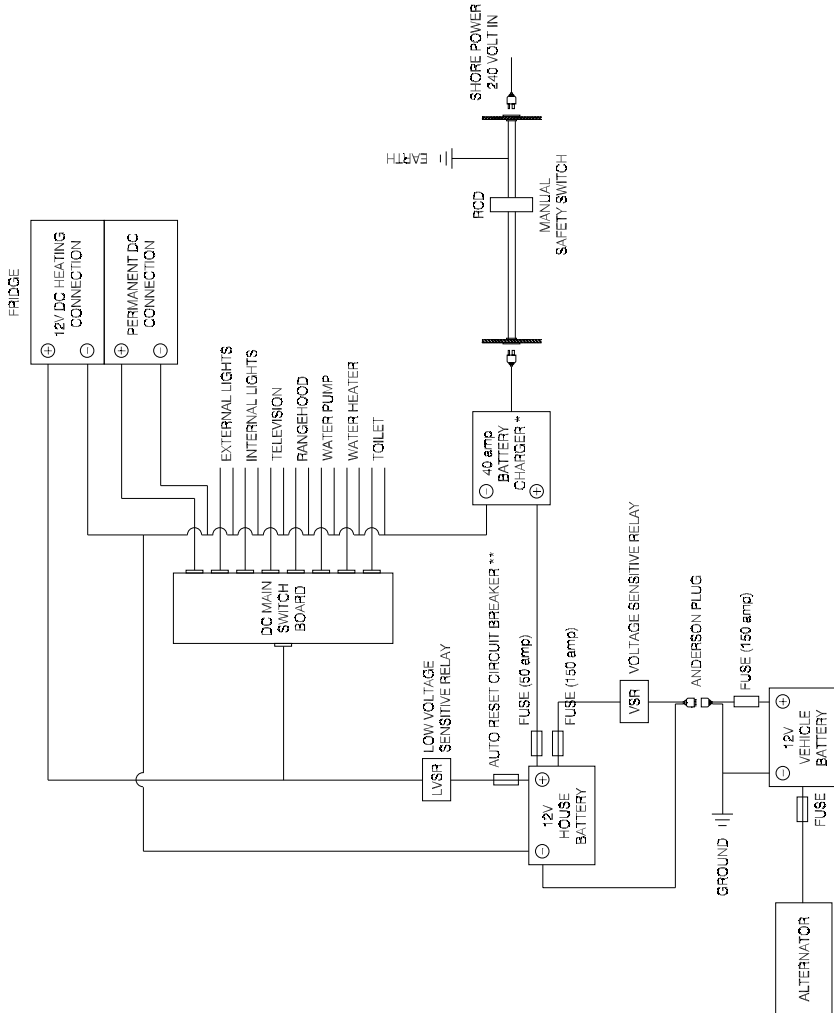 SHORE POWER
240 VOLT IN
EARTH
RCD
MANUAL
SAFETY SWITCH
FRIDGE
12V DC HEATING
CONNECTION
PERMANENT DC
CONNECTION
+
−
+
−
EXTERNAL LIGHTS
INTERNAL LIGHTS
TELEVISION
RANGEHOOD
WATER PUMP
WATER HEATER
TOILET
40 amp
BATTERY
CHARGER *
−
+
DC MAIN
SWITCH
BOARD
LOW VOLTAGE
SENSITIVE RELAY
LVSR
AUTO RESET CIRCUIT BREAKER **
FUSE (50 amp)
FUSE (150 amp)
VOLTAGE SENSITIVE RELAY
VSR
ANDERSON PLUG
FUSE (150 amp)
12V
HOUSE
BATTERY
+
−
12V
VEHICLE
BATTERY
+
−
GROUND
FUSE
ALTERNATOR